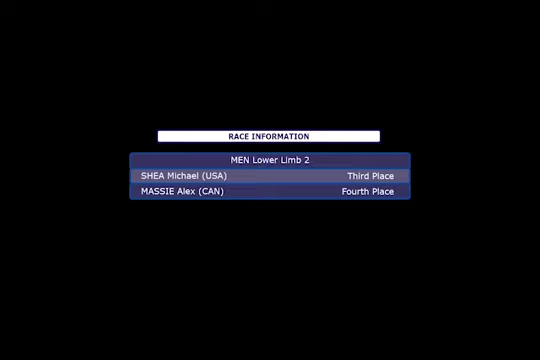 RACE INFORMATION
MEN Lower Limb 2
SHEA Michael (USA) Third Place
MASSIE Alex (CAN) Fourth Place